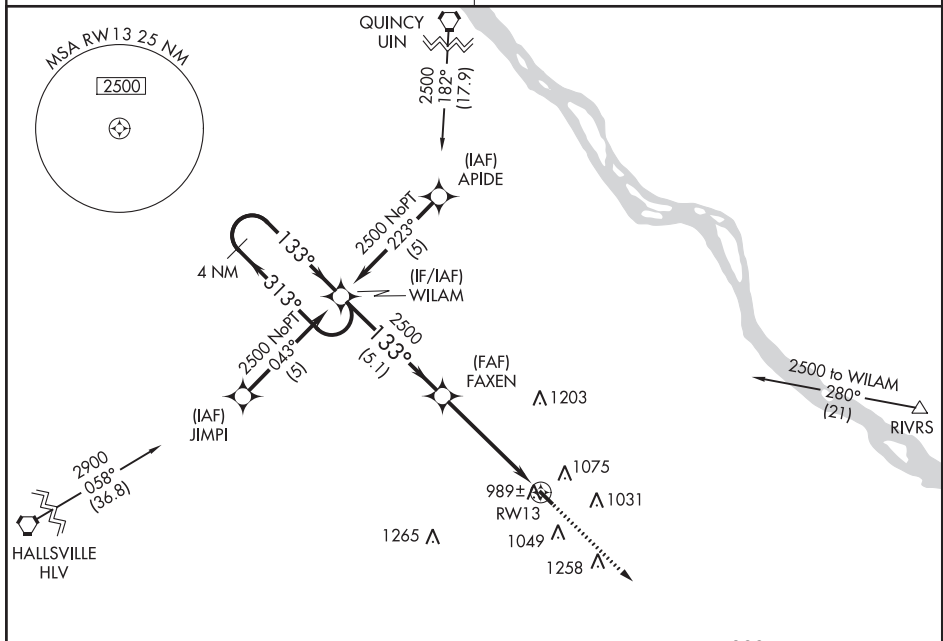 MSA RW13 25 NM
2500
QUINCY
UIN
2500
182°
(17.9)
(IAF)
APIDE
2500 NoPT
223°
(5)
133°
4 NM
313°
(IF/IAF)
WILAM
2500 NoPT
043°
(5)
2500
133°
(5.1)
(IAF)
JIMPI
(FAF)
FAXEN
1203
2500 to WILAM
280°
(21)
RIVRS
2900
058°
(36.8)
HALLSVILLE
HLV
1075
989±
RW13
1031
1265
1049
1258